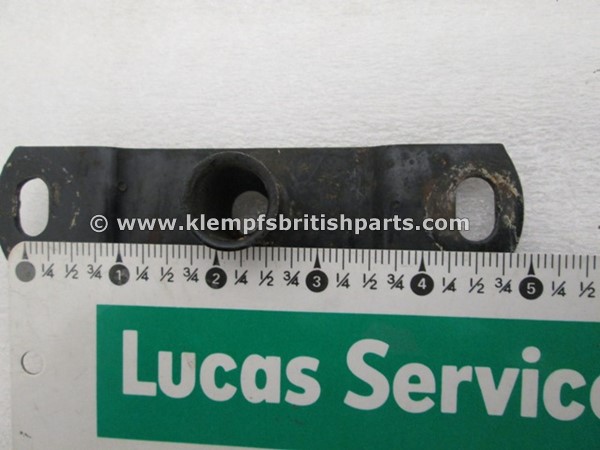 © www.klempfsbritishparts.com
¼ ½ ¾ 1 ¼ ½ ¾ 2 ¼ ½ ¾ 3 ¼ ½ ¾ 4 ¼ ½ ¾ 5 ¼ ½
Lucas Service